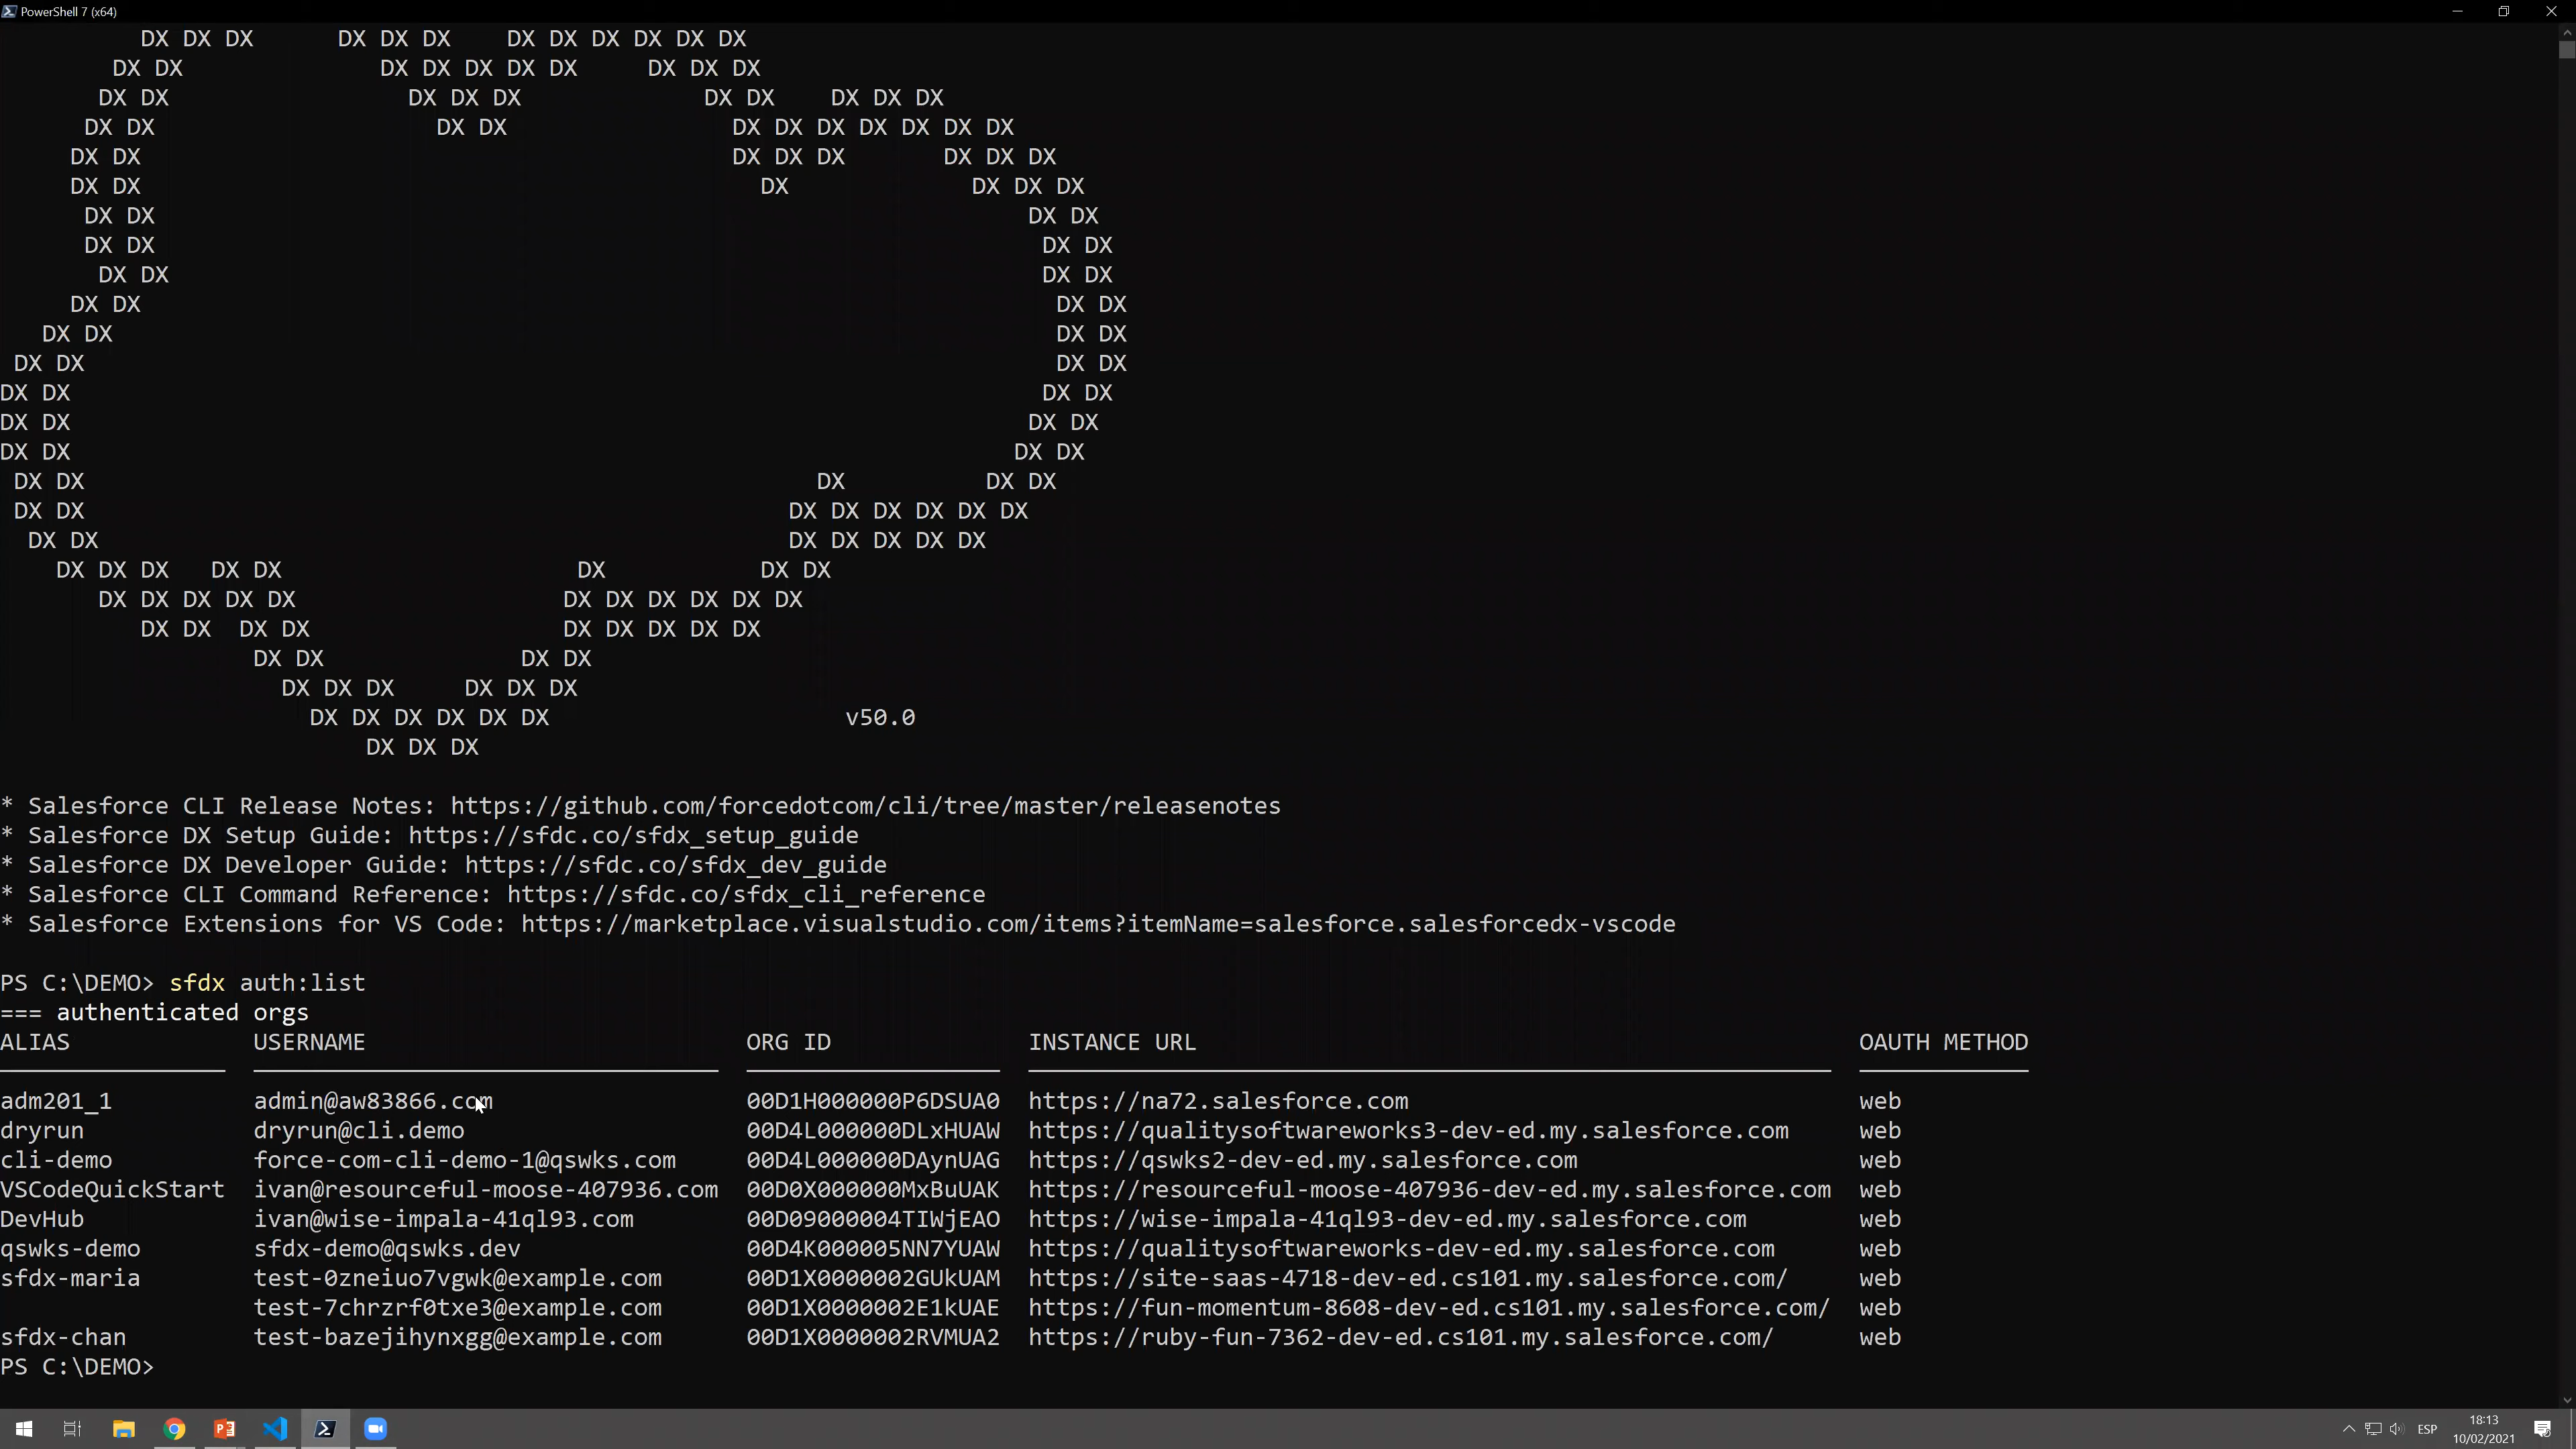 PowerShell 7 (x64)
DX DX DX      DX DX DX    DX DX DX DX DX DX
        DX DX              DX DX DX DX DX     DX DX DX
       DX DX                 DX DX DX             DX DX    DX DX DX
      DX DX                    DX DX                DX DX DX DX DX DX DX
     DX DX                                          DX DX DX       DX DX DX
     DX DX                                            DX             DX DX DX
      DX DX                                                              DX DX
      DX DX                                                               DX DX
       DX DX                                                              DX DX
     DX DX                                                                 DX DX
   DX DX                                                                   DX DX
 DX DX                                                                     DX DX
DX DX                                                                     DX DX
DX DX                                                                    DX DX
DX DX                                                                   DX DX
 DX DX                                                    DX          DX DX
 DX DX                                                  DX DX DX DX DX DX
  DX DX                                                 DX DX DX DX DX
    DX DX DX   DX DX                     DX           DX DX
       DX DX DX DX DX                   DX DX DX DX DX DX
          DX DX  DX DX                  DX DX DX DX DX
                  DX DX              DX DX
                    DX DX DX     DX DX DX
                      DX DX DX DX DX DX                     v50.0
                          DX DX DX
* Salesforce CLI Release Notes: https://github.com/forcedotcom/cli/tree/master/releasenotes
* Salesforce DX Setup Guide: https://sfdc.co/sfdx_setup_guide
* Salesforce DX Developer Guide: https://sfdc.co/sfdx_dev_guide
* Salesforce CLI Command Reference: https://sfdc.co/sfdx_cli_reference
* Salesforce Extensions for VS Code: https://marketplace.visualstudio.com/items?itemName=salesforce.salesforcedx-vscode
PS C:\DEMO> sfdx auth:list
=== authenticated orgs
ALIAS USERNAME ORG ID INSTANCE URL OAUTH METHOD
adm201_1 admin@aw83866.com 00D1H000000P6DSUA0 https://na72.salesforce.com web
dryrun dryrun@cli.demo 00D4L000000DLxHUAW https://qualitysoftwareworks3-dev-ed.my.salesforce.com web
cli-demo force-com-cli-demo-1@qswks.com 00D4L000000DAynUAG https://qswks2-dev-ed.my.salesforce.com web
VSCodeQuickStart ivan@resourceful-moose-407936.com 00D0X000000MxBuUAK https://resourceful-moose-407936-dev-ed.my.salesforce.com web
DevHub ivan@wise-impala-41ql93.com 00D09000004TIWjEAO https://wise-impala-41ql93-dev-ed.my.salesforce.com web
qswks-demo sfdx-demo@qswks.dev 00D4K000005NN7YUAW https://qualitysoftwareworks-dev-ed.my.salesforce.com web
sfdx-maria test-0zneiuo7vgwk@example.com 00D1X0000002GUkUAM https://site-saas-4718-dev-ed.cs101.my.salesforce.com/ web
test-7chrzrf0txe3@example.com 00D1X0000002E1kUAE https://fun-momentum-8608-dev-ed.cs101.my.salesforce.com/ web
sfdx-chan test-bazejihynxgg@example.com 00D1X0000002RVMUA2 https://ruby-fun-7362-dev-ed.cs101.my.salesforce.com/ web
PS C:\DEMO>
ESP
18:13
10/02/2021